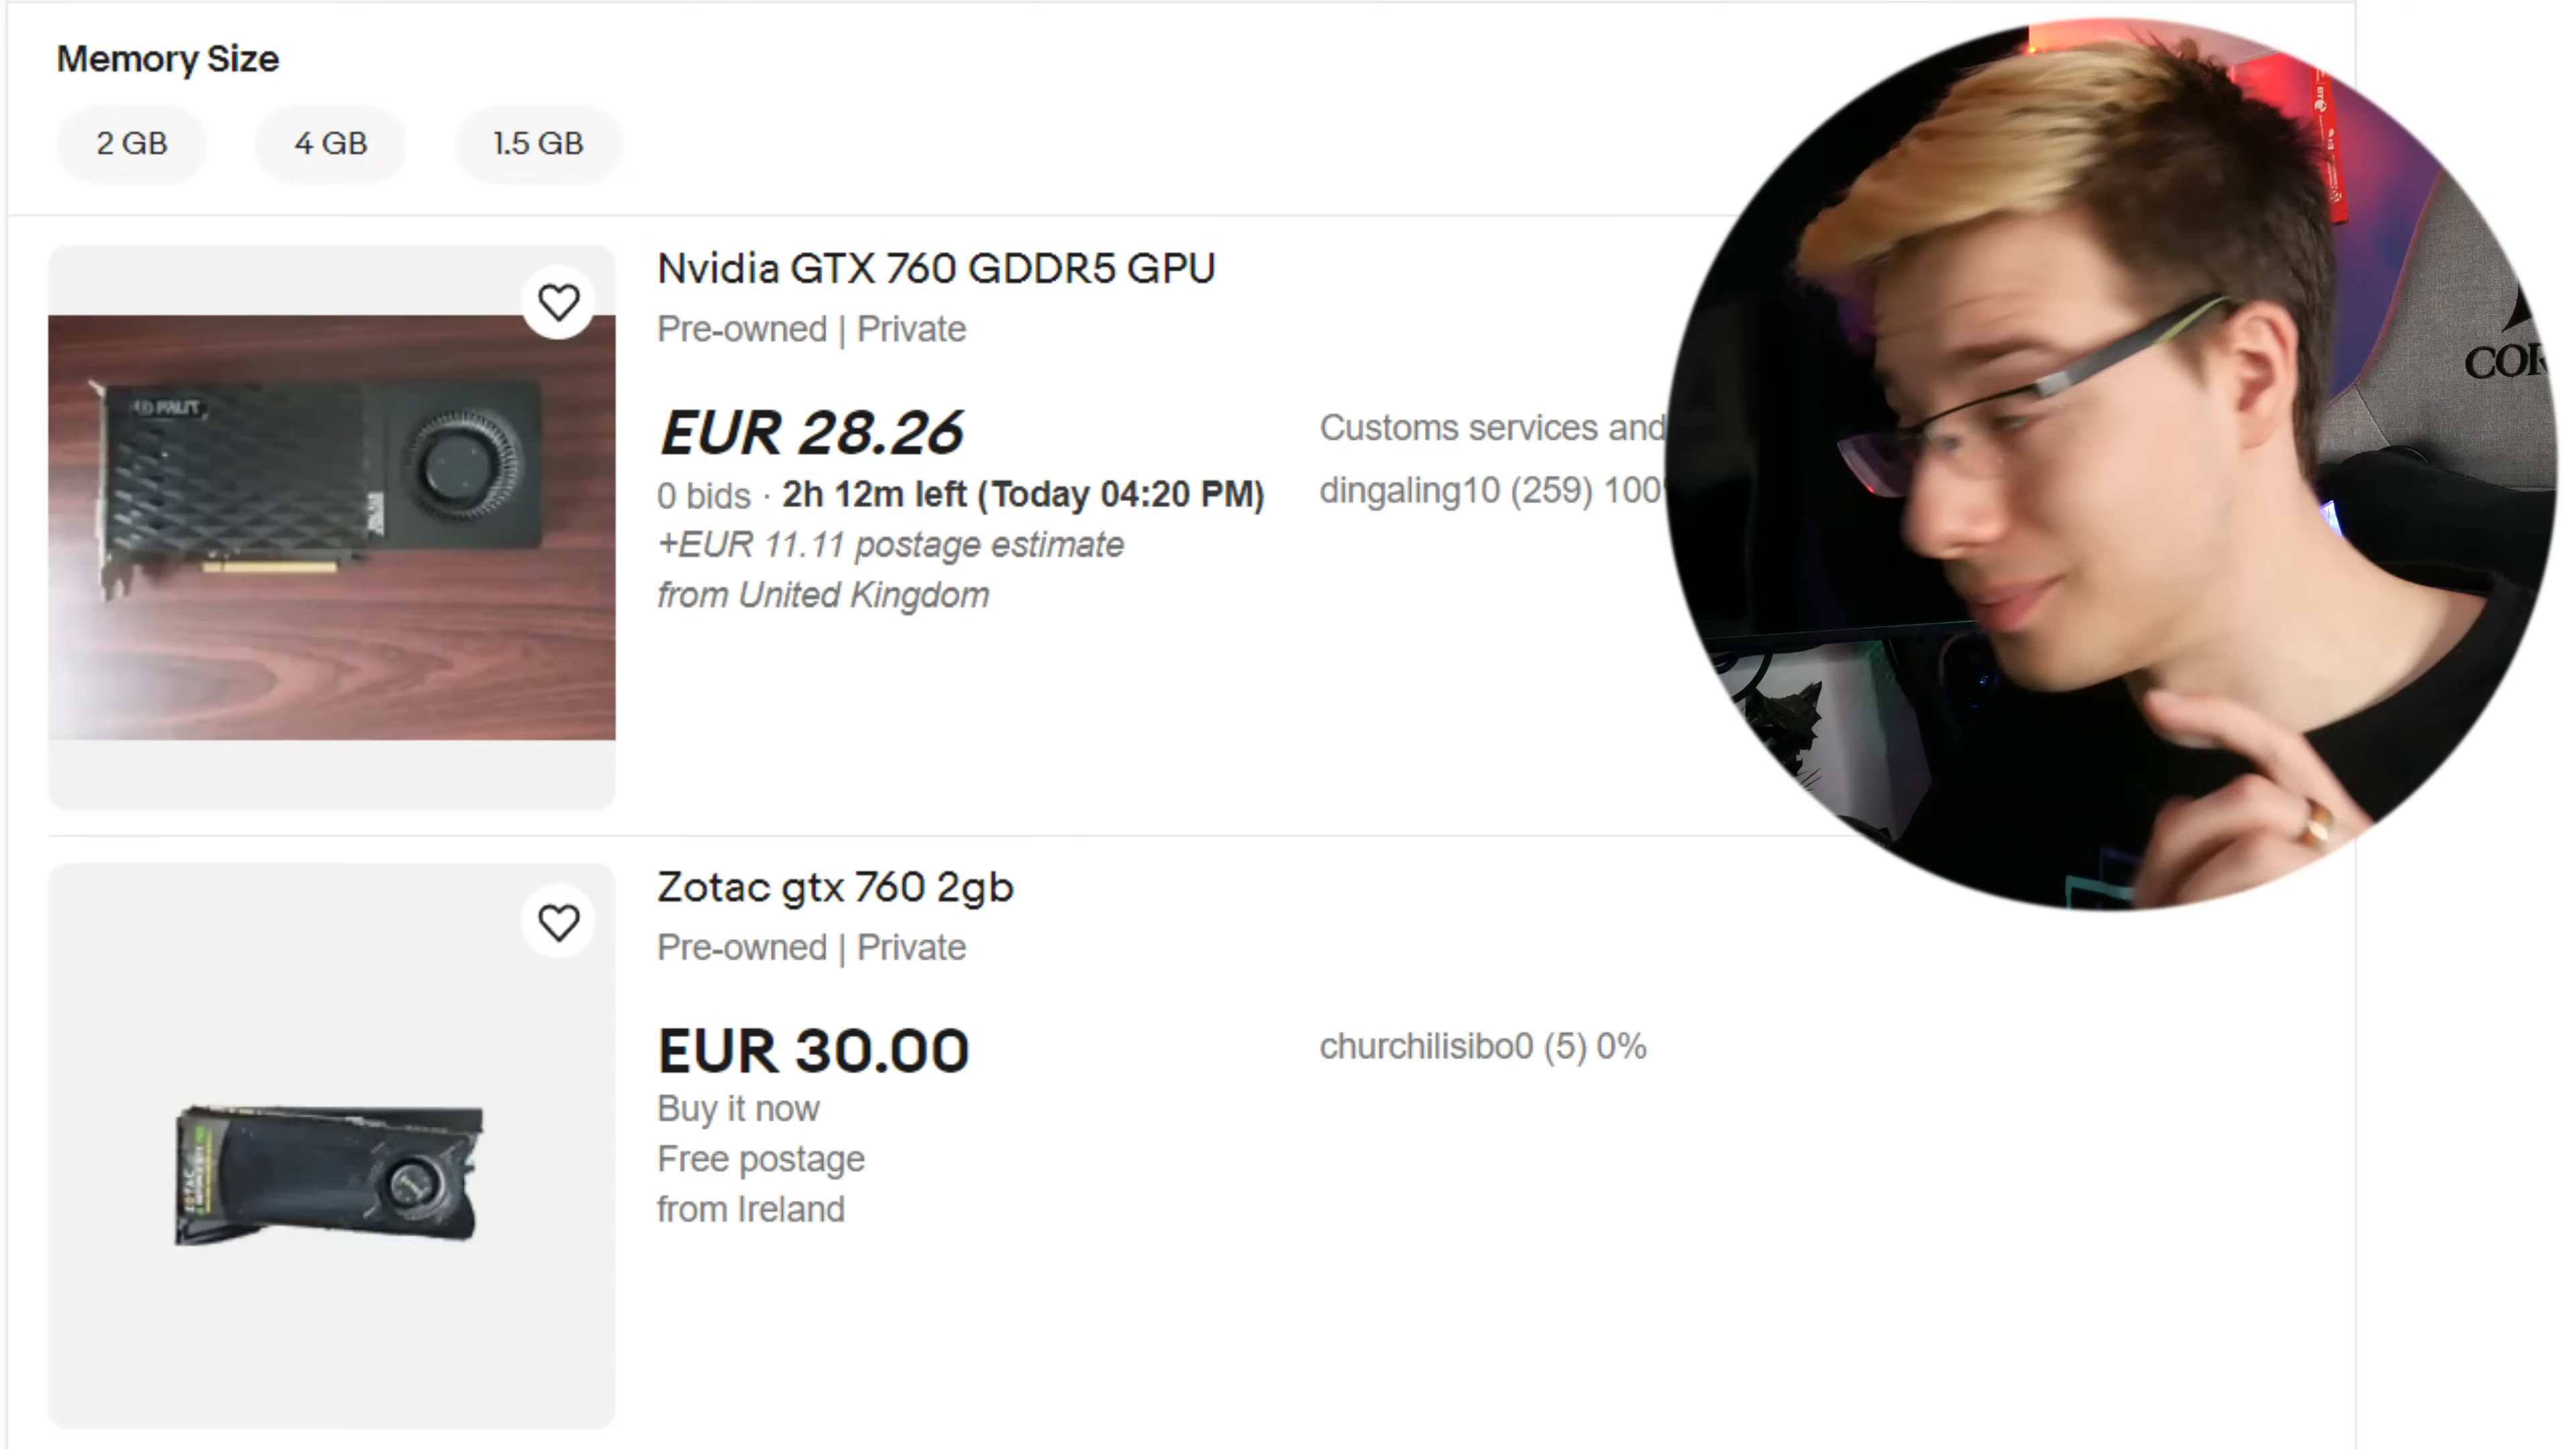 Memory Size
2 GB
4 GB
1.5 GB
Nvidia GTX 760 GDDR5 GPU
Pre-owned | Private
EUR 28.26
Customs services and
0 bids · 2h 12m left (Today 04:20 PM)
dingaling10 (259) 100
+EUR 11.11 postage estimate
from United Kingdom
PALIT
COR
Zotac gtx 760 2gb
Pre-owned | Private
EUR 30.00
churchilisibo0 (5) 0%
Buy it now
Free postage
from Ireland
ZOTAC